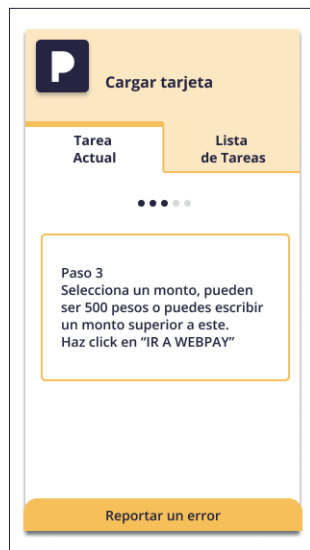 P
Cargar tarjeta
Tarea
Actual
Lista
de Tareas
Paso 3
Selecciona un monto, pueden
ser 500 pesos o puedes escribir
un monto superior a este.
Haz click en “IR A WEBPAY”
Reportar un error